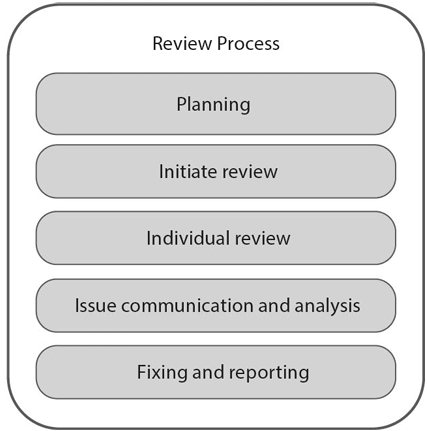 Review Process
Planning
Initiate review
Individual review
Issue communication and analysis
Fixing and reporting